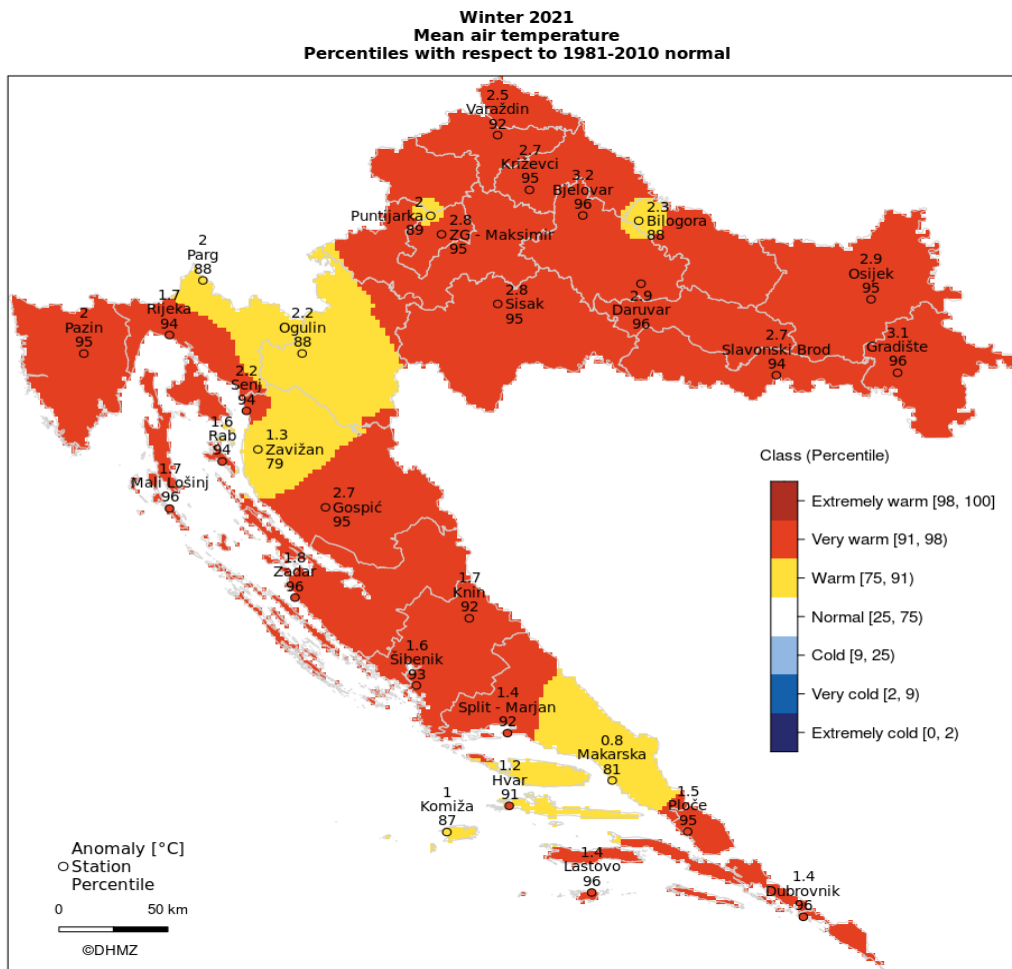 Winter 2021
Mean air temperature
Percentiles with respect to 1981-2010 normal
2.5
Varaždin
92
2.7
Križevci
95
3.2
Bjelovar
96
2
Puntijarka
89
2.8
ZG - Maksimir
95
2.3
Bilogora
88
2
Parg
88
2.9
Osijek
95
1.7
Rijeka
94
2
Pazin
95
2.2
Ogulin
88
2.8
Sisak
95
2.9
Daruvar
96
2.7
Slavonski Brod
94
3.1
Gradište
96
2.2
Senj
94
1.6
Rab
94
1.3
Zavižan
79
1.7
Mali Lošinj
96
2.7
Gospić
95
1.8
Zadar
96
1.7
Knin
92
1.6
Šibenik
93
1.4
Split - Marjan
92
0.8
Makarska
81
1.2
Hvar
91
1
Komiža
87
1.5
Ploče
95
1.4
Lastovo
96
1.4
Dubrovnik
96
Class (Percentile)
Extremely warm [98, 100]
Very warm [91, 98)
Warm [75, 91)
Normal [25, 75)
Cold [9, 25)
Very cold [2, 9)
Extremely cold [0, 2)
Anomaly [°C]
Station
Percentile
0 50 km
©DHMZ